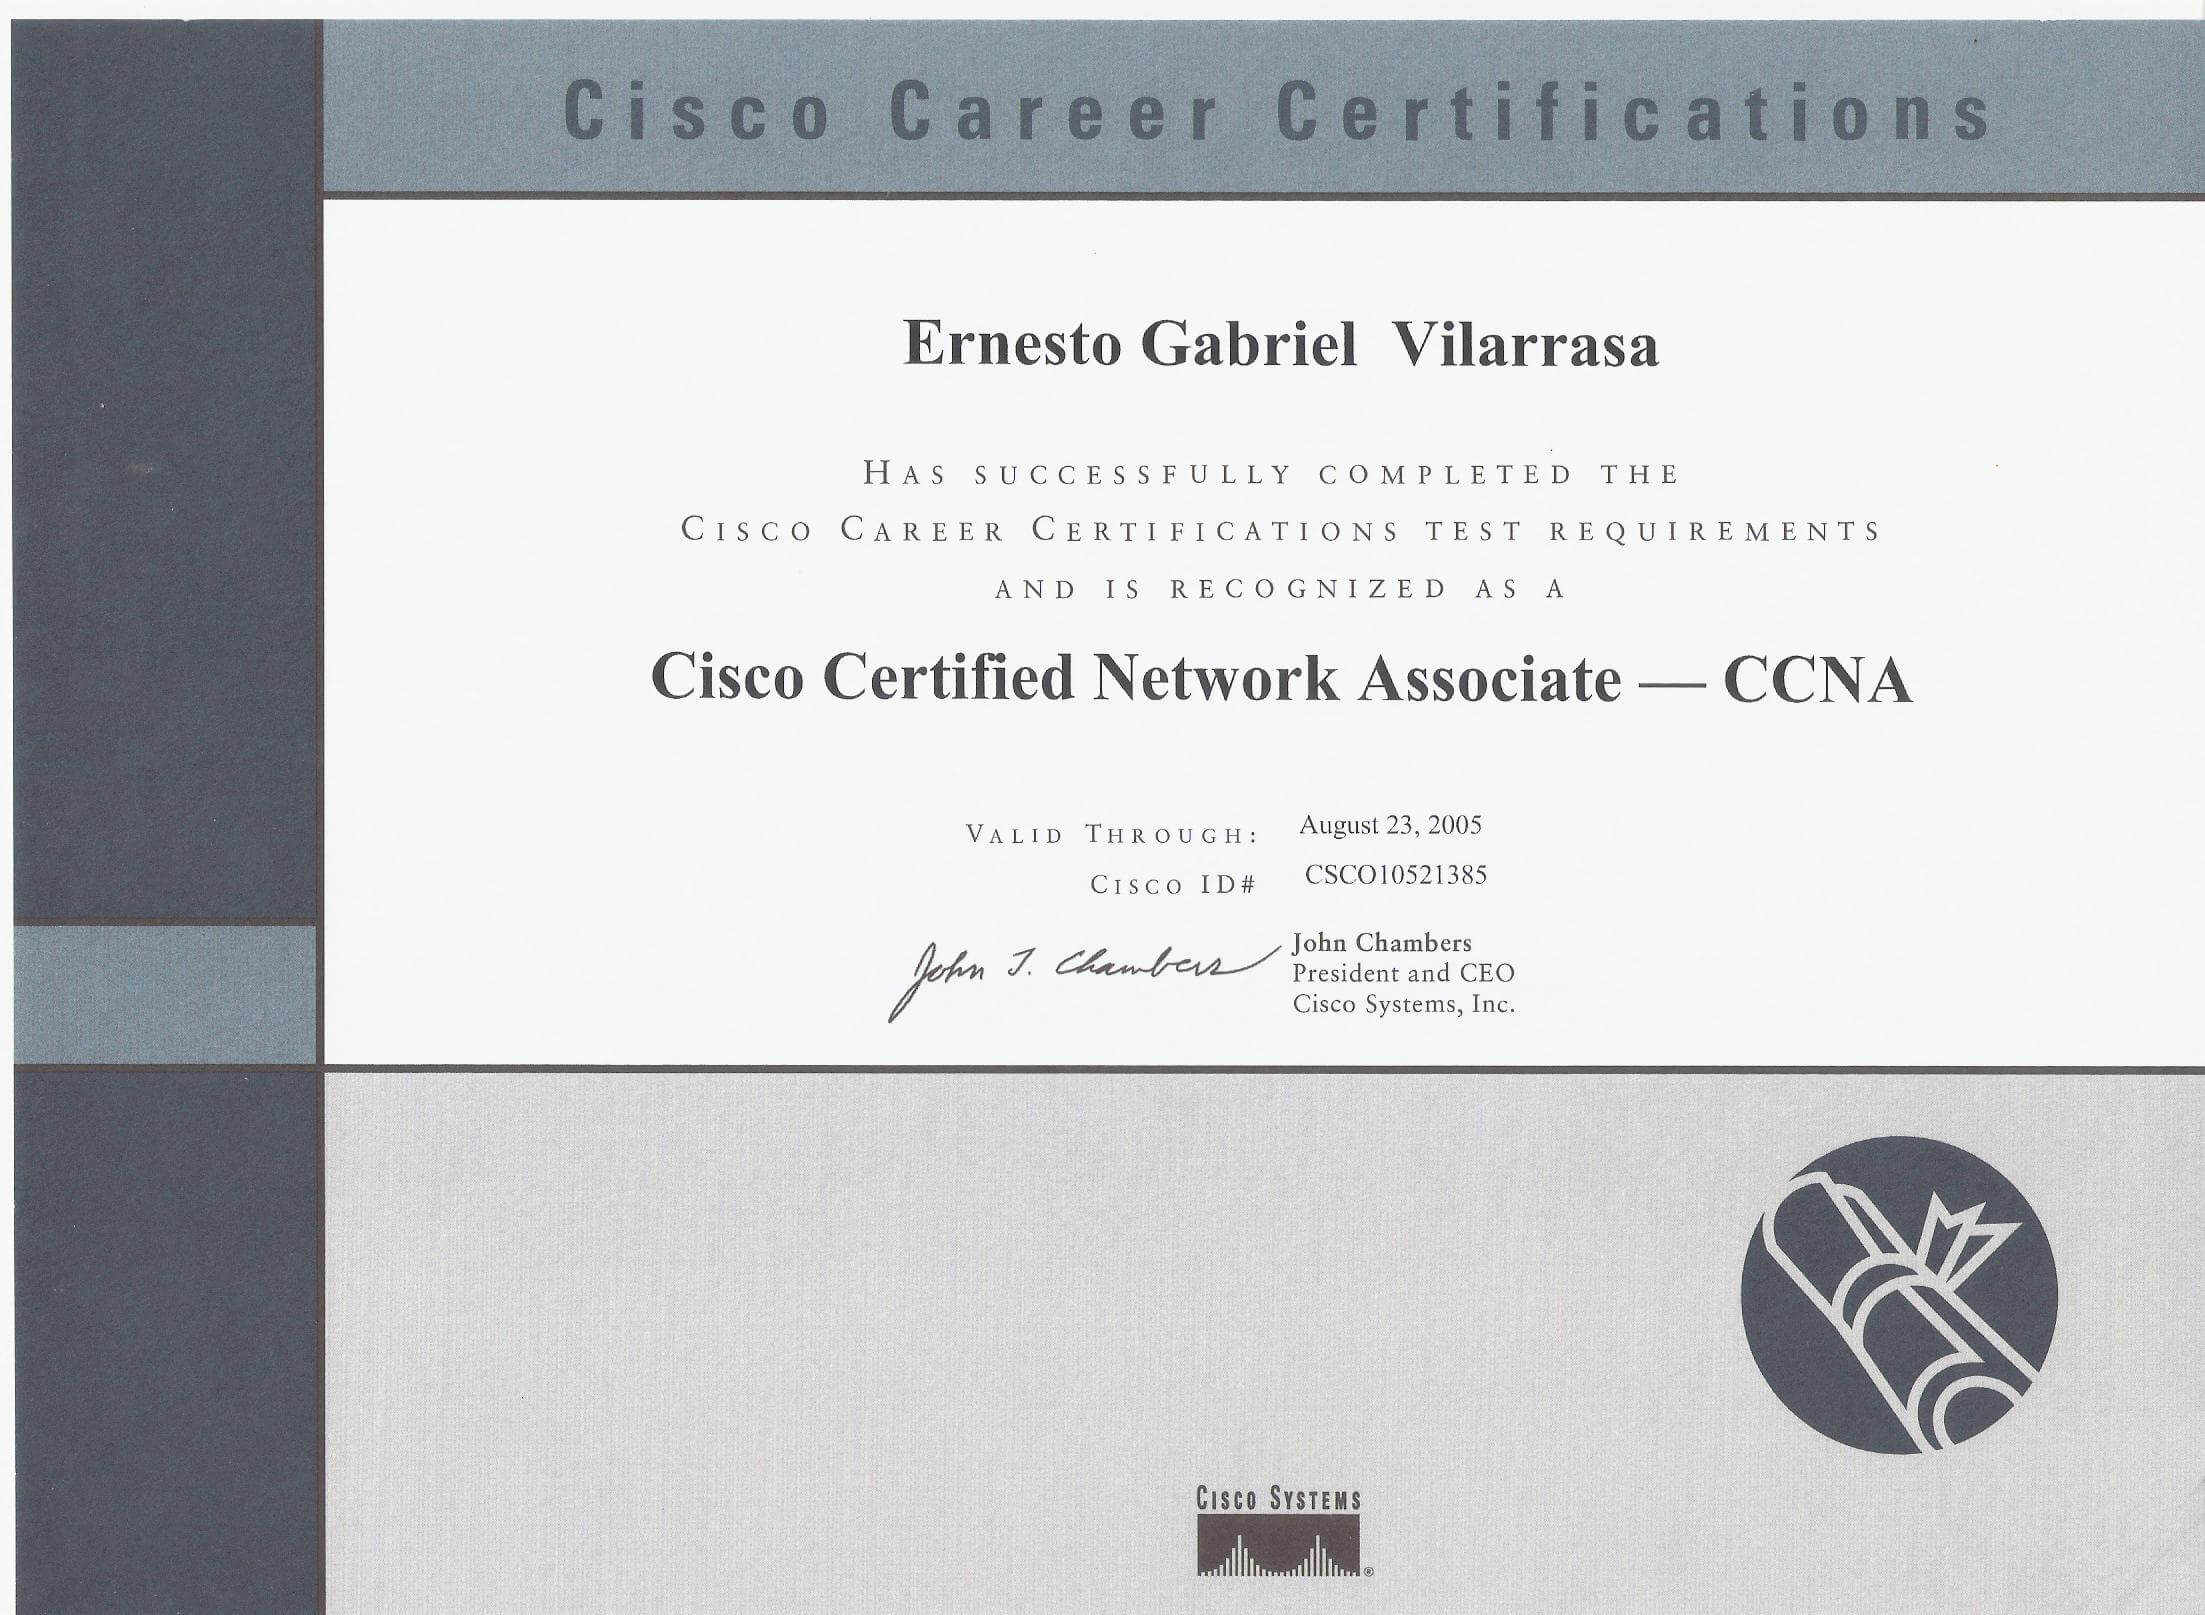 Cisco Career Certifications
Ernesto Gabriel Vilarrasa
HAS SUCCESSFULLY COMPLETED THE
CISCO CAREER CERTIFICATIONS TEST REQUIREMENTS
AND IS RECOGNIZED AS A
Cisco Certified Network Associate — CCNA
VALID THROUGH: August 23, 2005
CISCO ID# CSCO10521385
John T. Chambers
John Chambers
President and CEO
Cisco Systems, Inc.
CISCO SYSTEMS
®